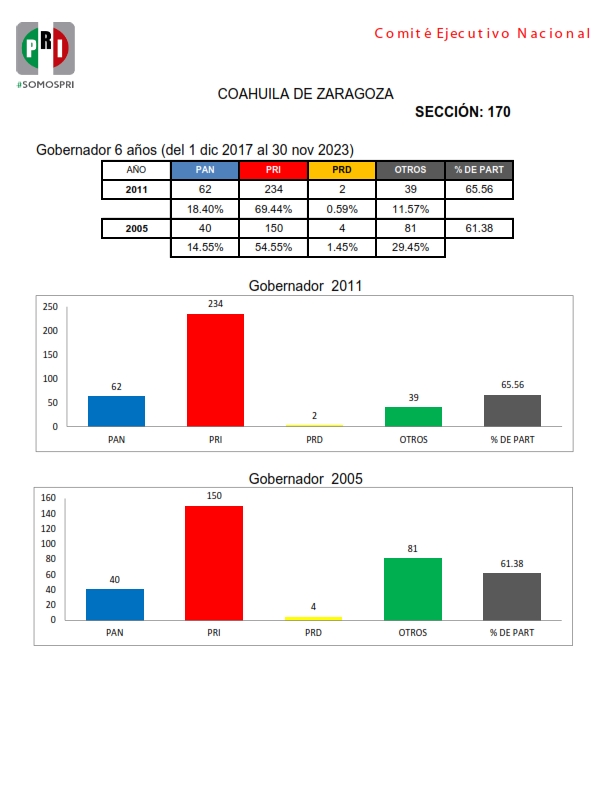 Comité Ejecutivo Nacional
PRI
#SOMOSPRI
COAHUILA DE ZARAGOZA
SECCIÓN: 170
Gobernador 6 años (del 1 dic 2017 al 30 nov 2023)
AÑO PAN PRI PRD OTROS % DE PART
2011 62 234 2 39 65.56
18.40% 69.44% 0.59% 11.57%
2005 40 150 4 81 61.38
14.55% 54.55% 1.45% 29.45%
Gobernador 2011
250
200
150
100
50
0
62
234
2
39
65.56
PAN PRI PRD OTROS % DE PART
Gobernador 2005
160
140
120
100
80
60
40
20
0
40
150
4
81
61.38
PAN PRI PRD OTROS % DE PART